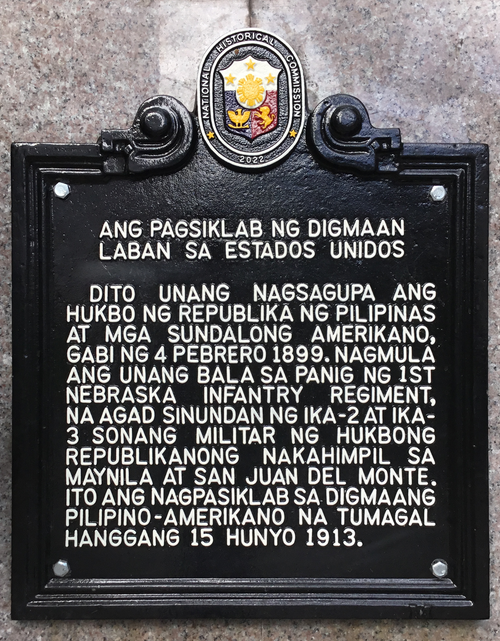 NATIONAL HISTORICAL COMMISSION
2022
ANG PAGSIKLAB NG DIGMAAN
LABAN SA ESTADOS UNIDOS
DITO UNANG NAGSAGUPA ANG
HUKBO NG REPUBLIKA NG PILIPINAS
AT MGA SUNDALONG AMERIKANO,
GABI NG 4 PEBRERO 1899. NAGMULA
ANG UNANG BALA SA PANIG NG 1ST
NEBRASKA INFANTRY REGIMENT,
NA AGAD SINUNDAN NG IKA-2 AT IKA-
3 SONANG MILITAR NG HUKBONG
REPUBLIKANONG NAKAHIMPIL SA
MAYNILA AT SAN JUAN DEL MONTE.
ITO ANG NAGPASIKLAB SA DIGMAANG
PILIPINO-AMERIKANO NA TUMAGAL
HANGGANG 15 HUNYO 1913.